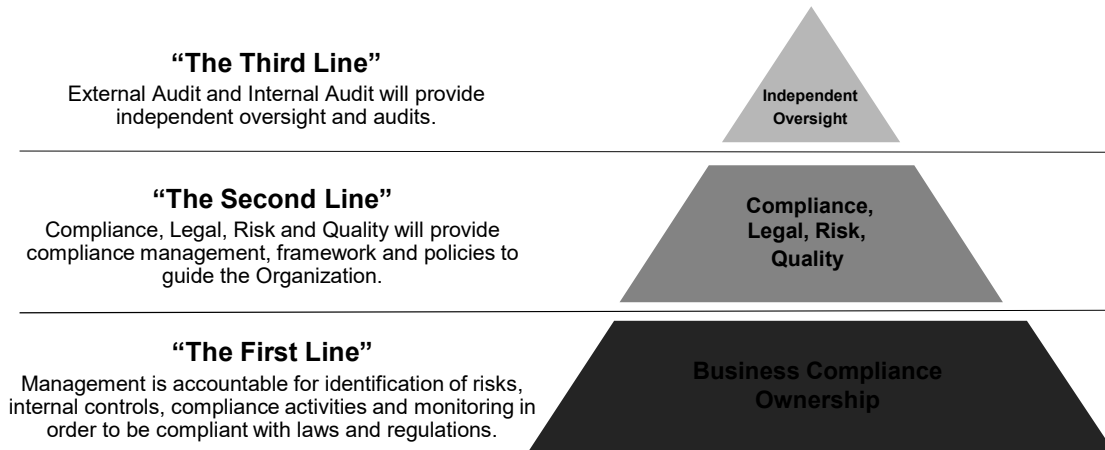 “The Third Line”
External Audit and Internal Audit will provide
independent oversight and audits.
Independent
Oversight
“The Second Line”
Compliance, Legal, Risk and Quality will provide
compliance management, framework and policies to
guide the Organization.
Compliance,
Legal, Risk,
Quality
“The First Line”
Management is accountable for identification of risks,
internal controls, compliance activities and monitoring in
order to be compliant with laws and regulations.
Business Compliance
Ownership